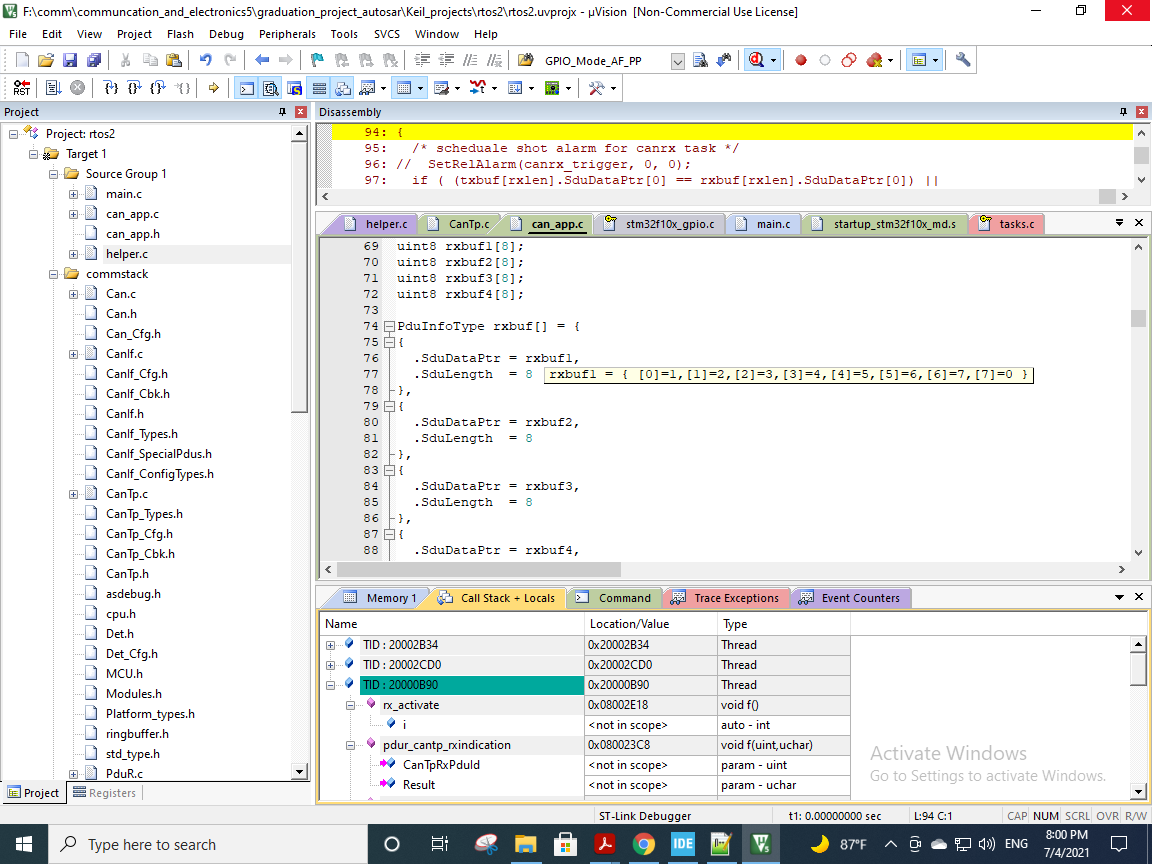 F:\comm\communcation_and_electronics5\graduation_project_autosar\Keil_projects\rtos2\rtos2.uvprojx - µVision [Non-Commercial Use License]
File Edit View Project Flash Debug Peripherals Tools SVCS Window Help
GPIO_Mode_AF_PP
RST
Project
Project: rtos2
Target 1
Source Group 1
main.c
can_app.c
can_app.h
helper.c
commstack
Can.c
Can.h
Can_Cfg.h
CanIf.c
CanIf_Cfg.h
CanIf_Cbk.h
CanIf.h
CanIf_Types.h
CanIf_SpecialPdus.h
CanIf_ConfigTypes.h
CanTp.c
CanTp_Types.h
CanTp_Cfg.h
CanTp_Cbk.h
CanTp.h
asdebug.h
cpu.h
Det.h
Det_Cfg.h
MCU.h
Modules.h
Platform_types.h
ringbuffer.h
std_type.h
PduR.c
Project Registers
Disassembly
94: {
95: /* scheduale shot alarm for canrx task */
96: // SetRelAlarm(canrx_trigger, 0, 0);
97: if ( (txbuf[rxlen].SduDataPtr[0] == rxbuf[rxlen].SduDataPtr[0]) ||
helper.c CanTp.c can_app.c stm32f10x_gpio.c main.c startup_stm32f10x_md.s tasks.c
69 uint8 rxbuf1[8];
70 uint8 rxbuf2[8];
71 uint8 rxbuf3[8];
72 uint8 rxbuf4[8];
73
74 PduInfoType rxbuf[] = {
75 {
76 .SduDataPtr = rxbuf1,
77 .SduLength = 8 rxbuf1 = { [0]=1,[1]=2,[2]=3,[3]=4,[4]=5,[5]=6,[6]=7,[7]=0 }
78 },
79 {
80 .SduDataPtr = rxbuf2,
81 .SduLength = 8
82 },
83 {
84 .SduDataPtr = rxbuf3,
85 .SduLength = 8
86 },
87 {
88 .SduDataPtr = rxbuf4,
Memory 1 Call Stack + Locals Command Trace Exceptions Event Counters
Name Location/Value Type
TID : 20002B34 0x20002B34 Thread
TID : 20002CD0 0x20002CD0 Thread
TID : 20000B90 0x20000B90 Thread
rx_activate 0x08002E18 void f()
i <not in scope> auto - int
pdur_cantp_rxindication 0x080023C8 void f(uint,uchar)
CanTpRxPduId <not in scope> param - uint
Result <not in scope> param - uchar
Activate Windows
Go to Settings to activate Windows.
ST-Link Debugger t1: 0.00000000 sec L:94 C:1 CAP NUM SCRL OVR R/W
Type here to search
IDE
87°F
ENG
8:00 PM
7/4/2021